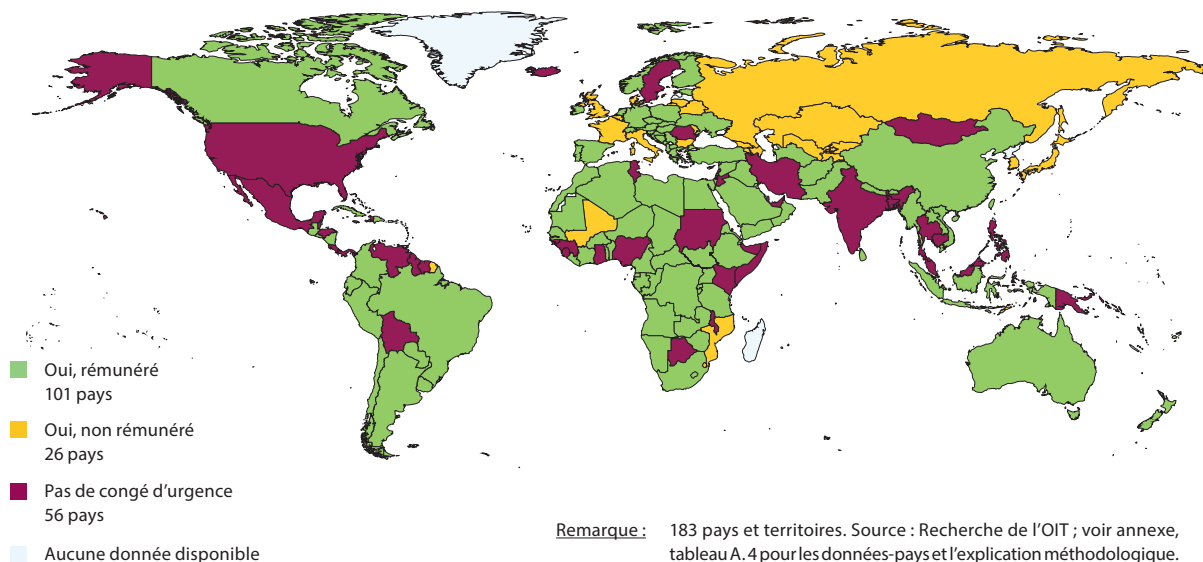 Oui, rémunéré
101 pays
Oui, non rémunéré
26 pays
Pas de congé d’urgence
56 pays
Aucune donnée disponible
Remarque : 183 pays et territoires. Source : Recherche de l’OIT ; voir annexe,
tableau A. 4 pour les données-pays et l’explication méthodologique.